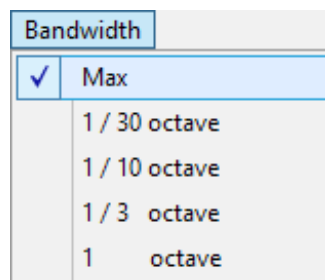 Bandwidth
Max
1 / 30 octave
1 / 10 octave
1 / 3 octave
1 octave